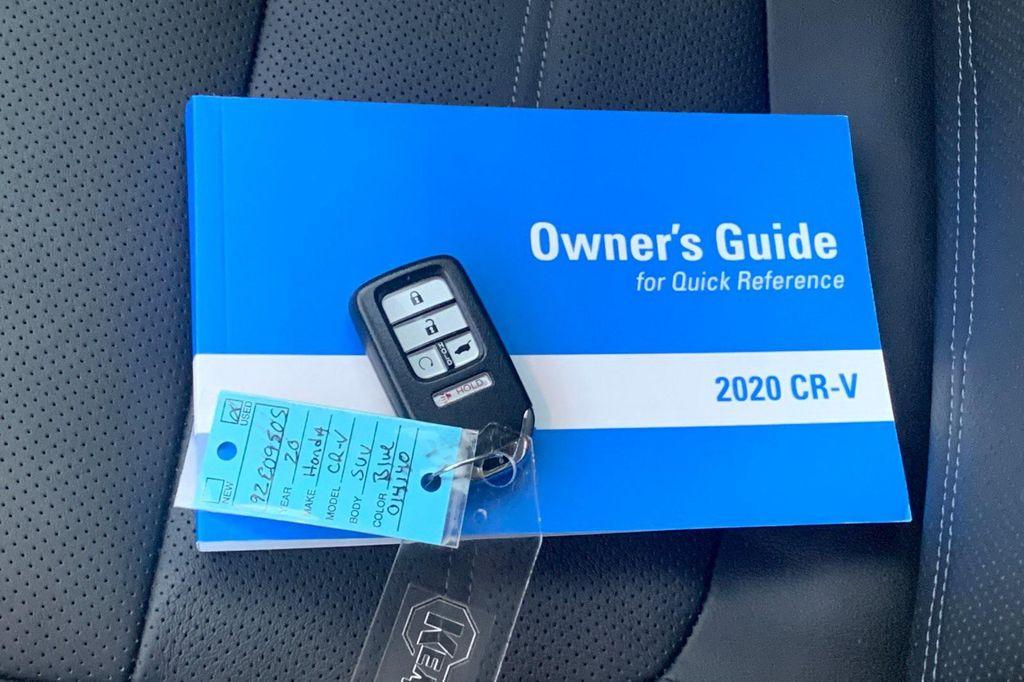 Owner's Guide
for Quick Reference
2020 CR-V
HOLD
HOLD
USED
NEW
YEAR 20
MAKE Honda
MODEL CR-V
BODY SUV
COLOR Blue